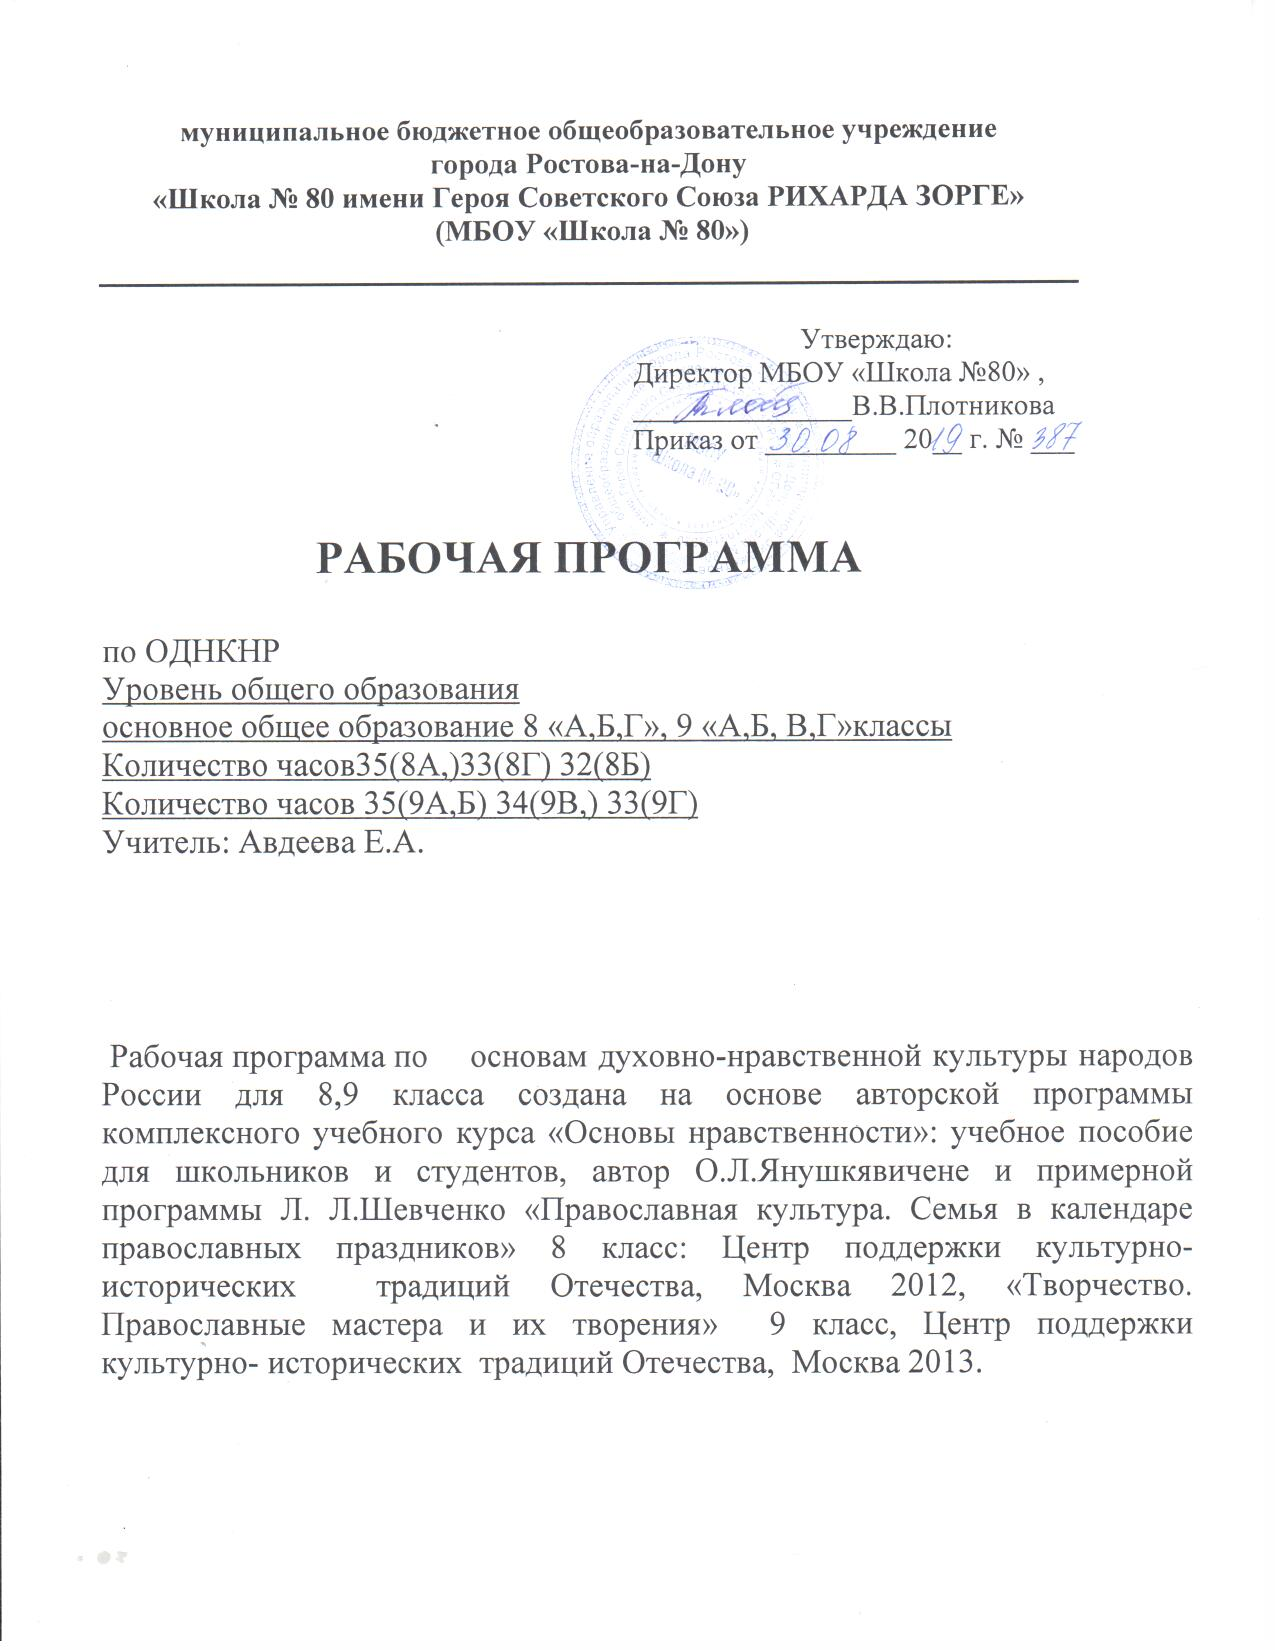 муниципальное бюджетное общеобразовательное учреждение
города Ростова-на-Дону
«Школа № 80 имени Героя Советского Союза РИХАРДА ЗОРГЕ»
(МБОУ «Школа № 80»)
Утверждаю:
Директор МБОУ «Школа №80» ,
_______________В.В.Плотникова
Приказ от 30.08 2019 г. № 387
РАБОЧАЯ ПРОГРАММА
по ОДНКНР
Уровень общего образования
основное общее образование 8 «А,Б,Г», 9 «А,Б, В,Г»классы
Количество часов35(8А,)33(8Г) 32(8Б)
Количество часов 35(9А,Б) 34(9В,) 33(9Г)
Учитель: Авдеева Е.А.
Рабочая программа по основам духовно-нравственной культуры народов
России для 8,9 класса создана на основе авторской программы
комплексного учебного курса «Основы нравственности»: учебное пособие
для школьников и студентов, автор О.Л.Янушкявичене и примерной
программы Л. Л.Шевченко «Православная культура. Семья в календаре
православных праздников» 8 класс: Центр поддержки культурно-
исторических традиций Отечества, Москва 2012, «Творчество.
Православные мастера и их творения» 9 класс, Центр поддержки
культурно- исторических традиций Отечества, Москва 2013.